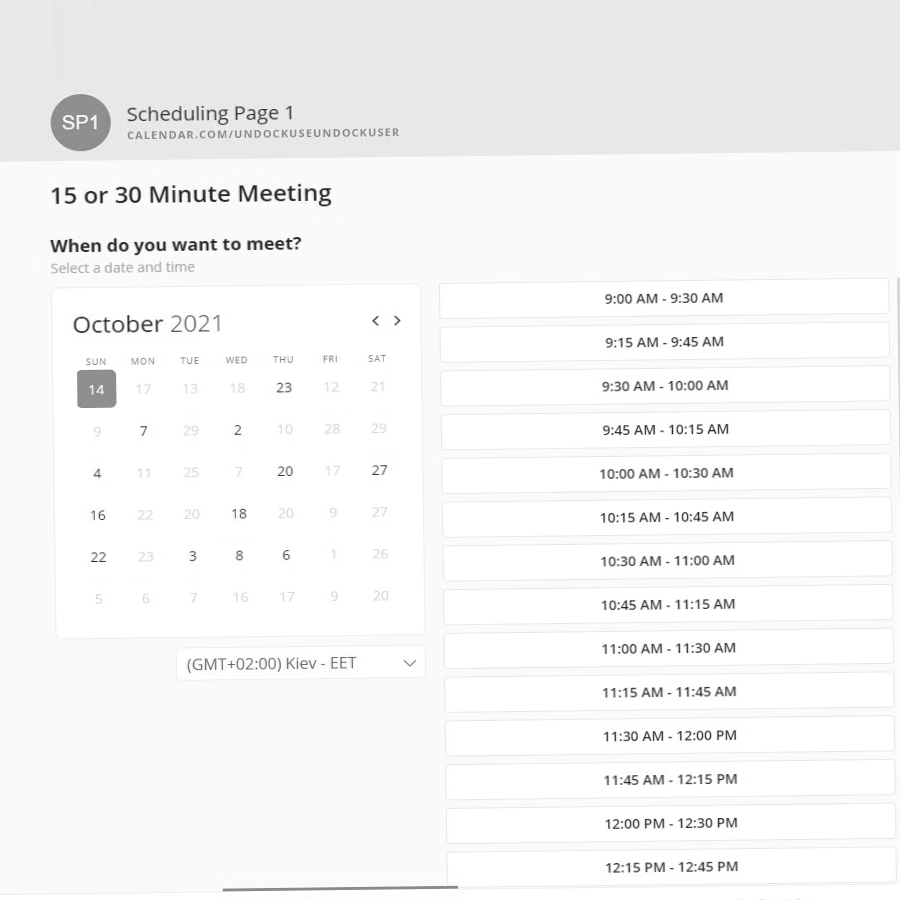 SP1
Scheduling Page 1
CALENDAR.COM/UNDOCKUSEUNDOCKUSER
15 or 30 Minute Meeting
When do you want to meet?
Select a date and time
October 2021
SUN MON TUE WED THU FRI SAT
14 17 13 18 23 12 21
9 7 29 2 10 28 29
4 11 25 7 20 17 27
16 22 20 18 20 9 27
22 23 3 8 6 1 26
5 6 7 16 17 9 20
(GMT+02:00) Kiev - EET
9:00 AM - 9:30 AM
9:15 AM - 9:45 AM
9:30 AM - 10:00 AM
9:45 AM - 10:15 AM
10:00 AM - 10:30 AM
10:15 AM - 10:45 AM
10:30 AM - 11:00 AM
10:45 AM - 11:15 AM
11:00 AM - 11:30 AM
11:15 AM - 11:45 AM
11:30 AM - 12:00 PM
11:45 AM - 12:15 PM
12:00 PM - 12:30 PM
12:15 PM - 12:45 PM